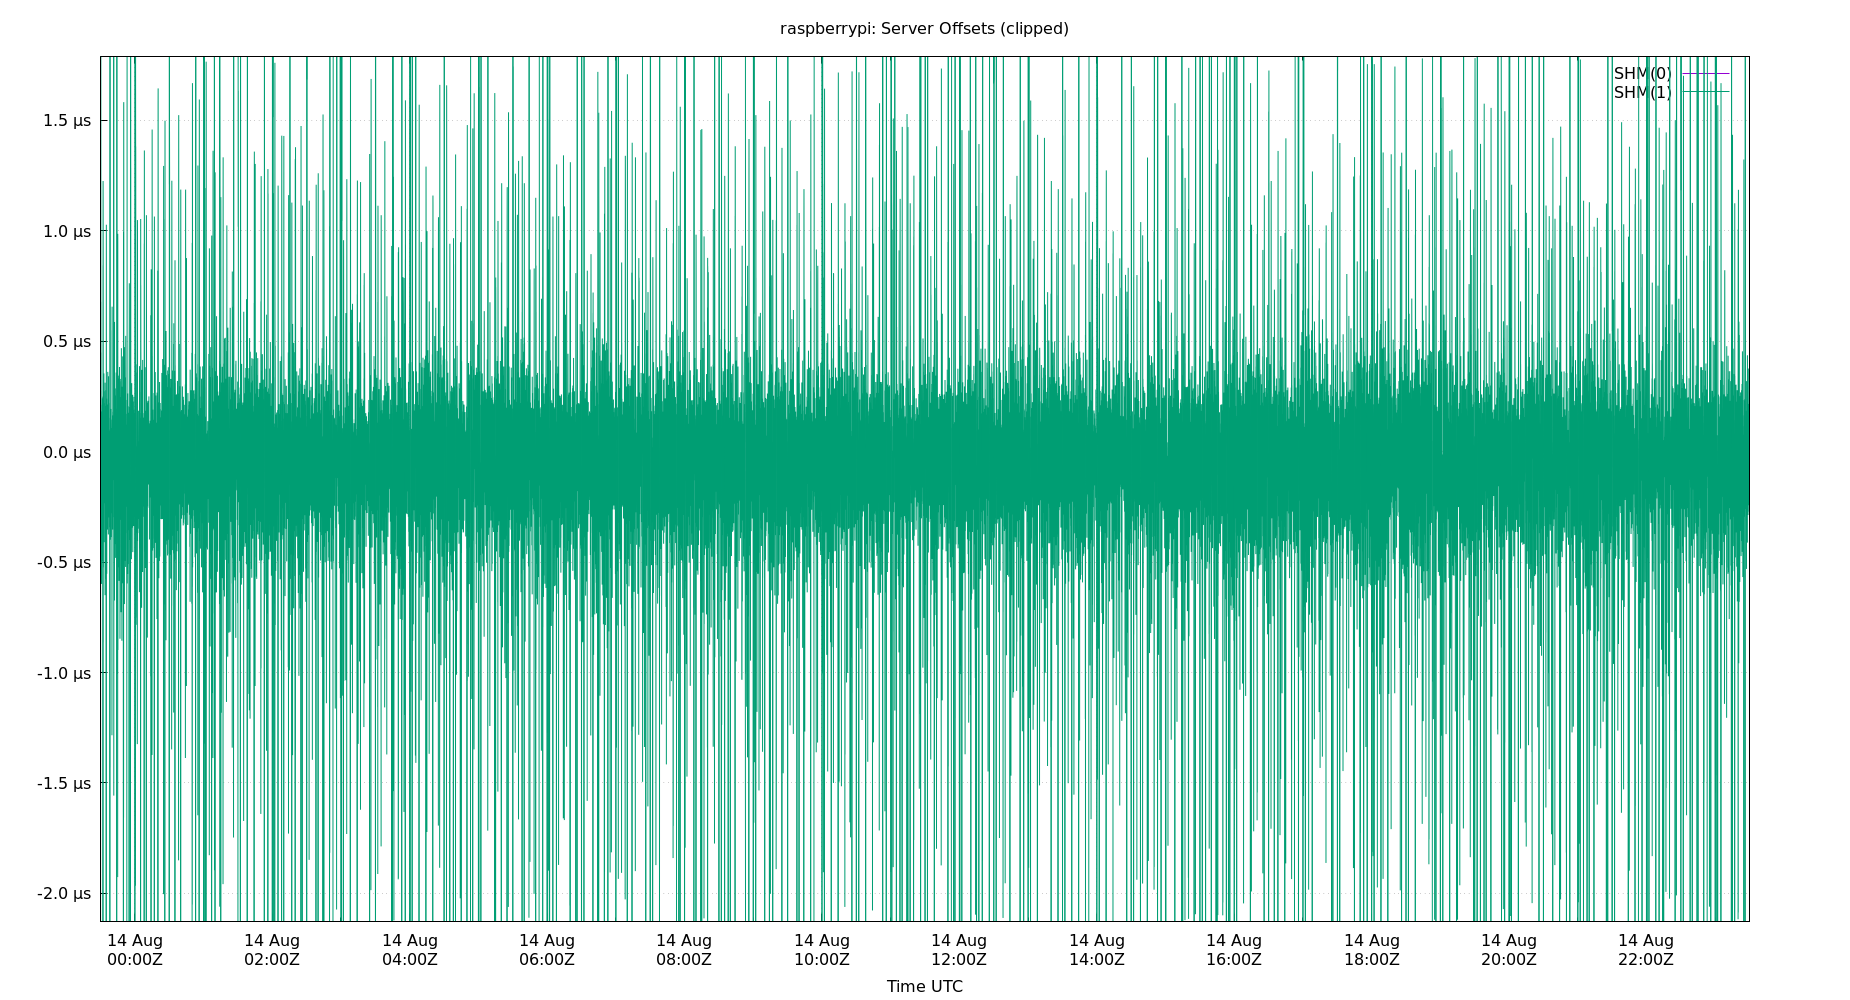 raspberrypi: Server Offsets (clipped)
SHM(0)
SHM(1)
1.5 µs
1.0 µs
0.5 µs
0.0 µs
-0.5 µs
-1.0 µs
-1.5 µs
-2.0 µs
14 Aug 14 Aug 14 Aug 14 Aug 14 Aug 14 Aug 14 Aug 14 Aug 14 Aug 14 Aug 14 Aug 14 Aug
00:00Z 02:00Z 04:00Z 06:00Z 08:00Z 10:00Z 12:00Z 14:00Z 16:00Z 18:00Z 20:00Z 22:00Z
Time UTC